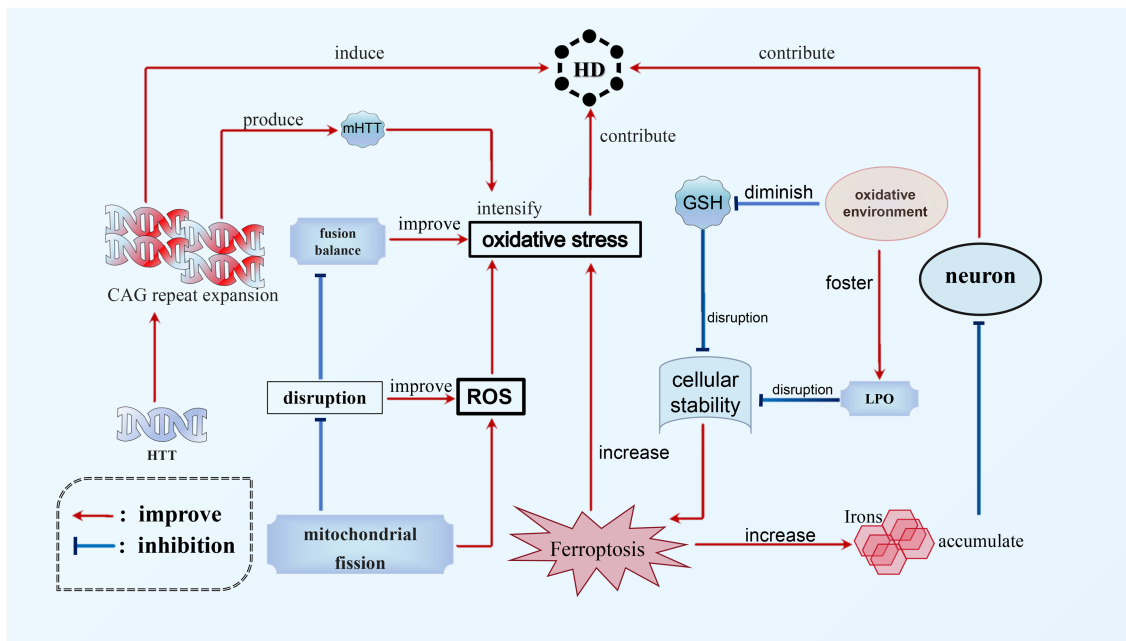 induce
HD
contribute
produce
mHTT
contribute
intensify
oxidative stress
fusion
balance
improve
GSH
diminish
oxidative
environment
neuron
foster
CAG repeat expansion
disruption
disruption
improve
ROS
cellular
stability
disruption
LPO
HTT
increase
: improve
: inhibition
mitochondrial
fission
Ferroptosis
increase
Irons
accumulate